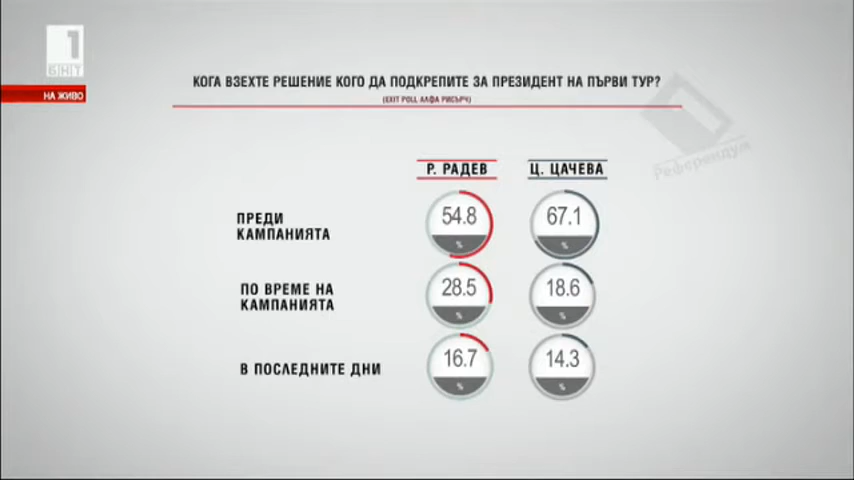 1
БНТ
НА ЖИВО
КОГА ВЗЕХТЕ РЕШЕНИЕ КОГО ДА ПОДКРЕПИТЕ ЗА ПРЕЗИДЕНТ НА ПЪРВИ ТУР?
(EXIT POLL АЛФА РИСЪРЧ)
1
Референдум
Р. РАДЕВ Ц. ЦАЧЕВА
ПРЕДИ
КАМПАНИЯТА
54.8 67.1
% %
ПО ВРЕМЕ НА
КАМПАНИЯТА
28.5 18.6
% %
В ПОСЛЕДНИТЕ ДНИ
16.7 14.3
% %